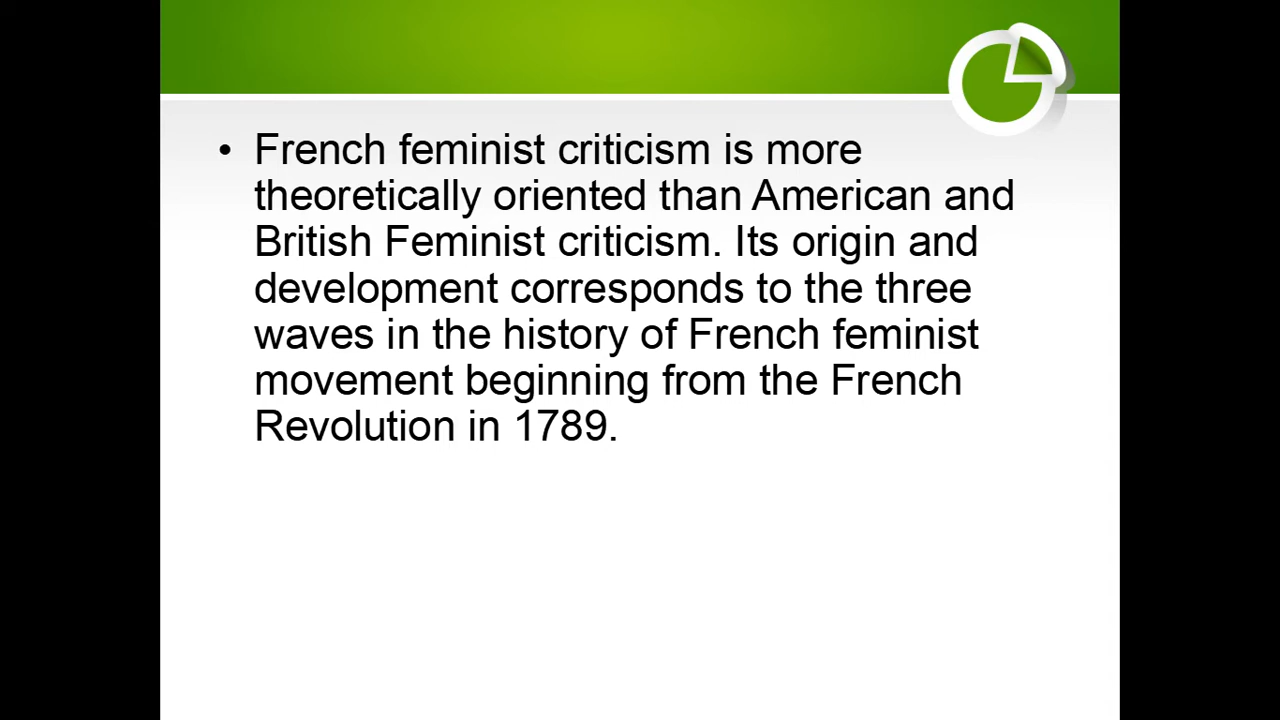 • French feminist criticism is more
theoretically oriented than American and
British Feminist criticism. Its origin and
development corresponds to the three
waves in the history of French feminist
movement beginning from the French
Revolution in 1789.